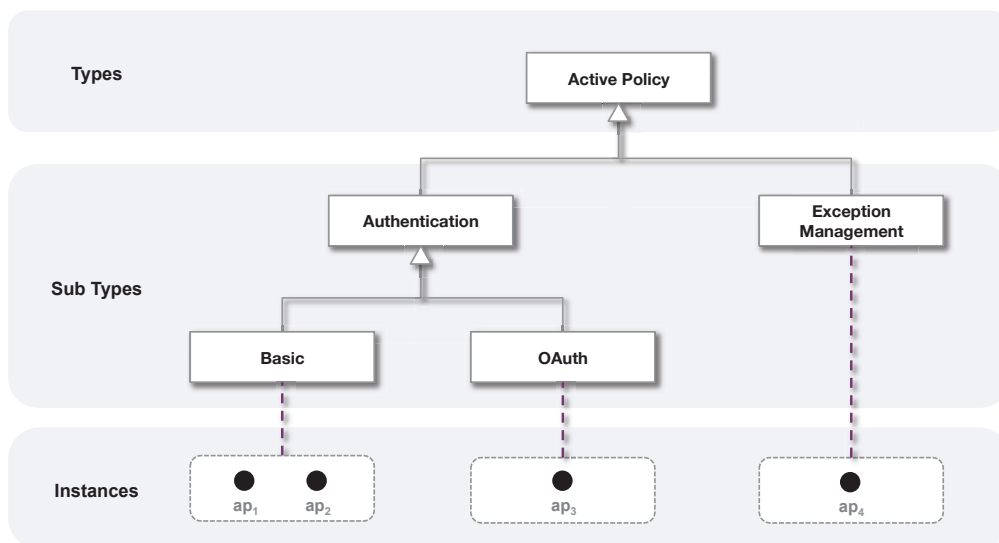 Types
Active Policy
Authentication
Exception
Management
Sub Types
Basic
OAuth
Instances
ap₁
ap₂
ap₃
ap₄